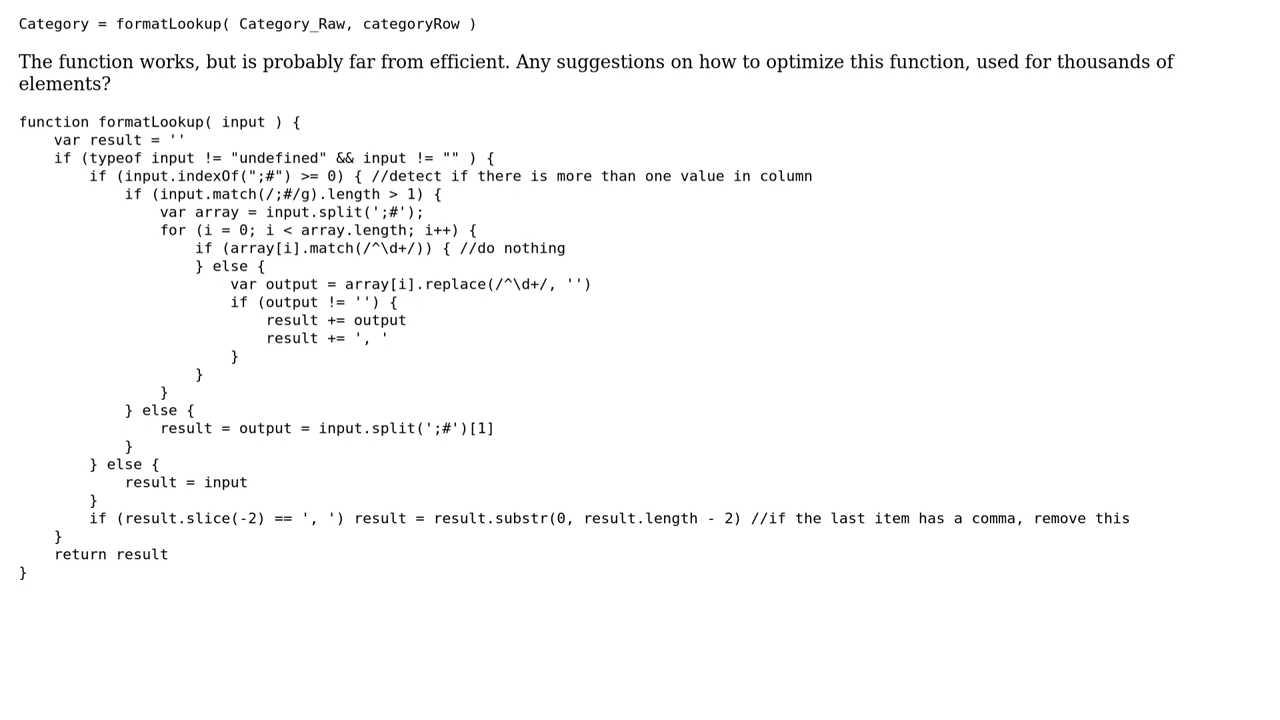 Category = formatLookup( Category_Raw, categoryRow )
The function works, but is probably far from efficient. Any suggestions on how to optimize this function, used for thousands of
elements?
function formatLookup( input ) {
    var result = ''
    if (typeof input != "undefined" && input != "" ) {
        if (input.indexOf(";#") >= 0) { //detect if there is more than one value in column
            if (input.match(/;#/g).length > 1) {
                var array = input.split(';#');
                for (i = 0; i < array.length; i++) {
                    if (array[i].match(/^\d+/)) { //do nothing
                    } else {
                        var output = array[i].replace(/^\d+/, '')
                        if (output != '') {
                            result += output
                            result += ', '
                        }
                    }
                }
            } else {
                result = output = input.split(';#')[1]
            }
        } else {
            result = input
        }
        if (result.slice(-2) == ', ') result = result.substr(0, result.length - 2) //if the last item has a comma, remove this
    }
    return result
}